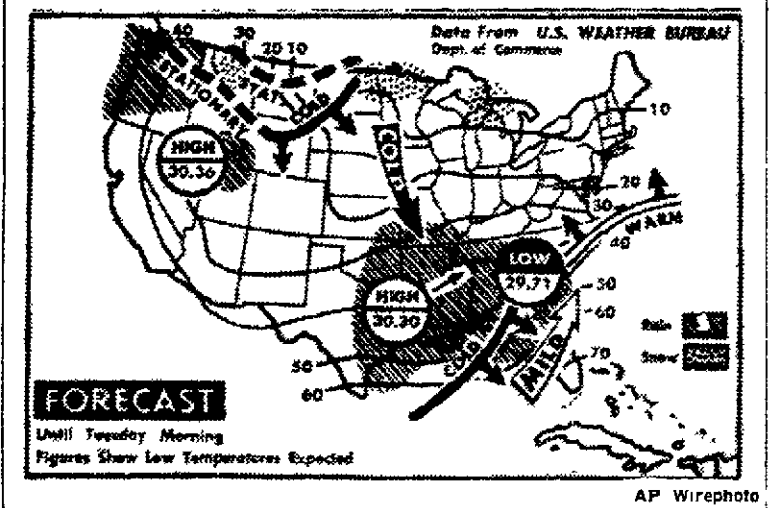 Data From U.S. WEATHER BUREAU
Dept. of Commerce
40
30
20 10
STATIONARY
STAT.
COLD
10
HIGH
30.36
COLD
20
30
WARM
40
LOW
29.71
HIGH
30.30
50
60
Rain
Snow
COLD
MILD
70
50
60
FORECAST
Until Tuesday Morning
Figures Show Low Temperatures Expected
AP Wirephoto